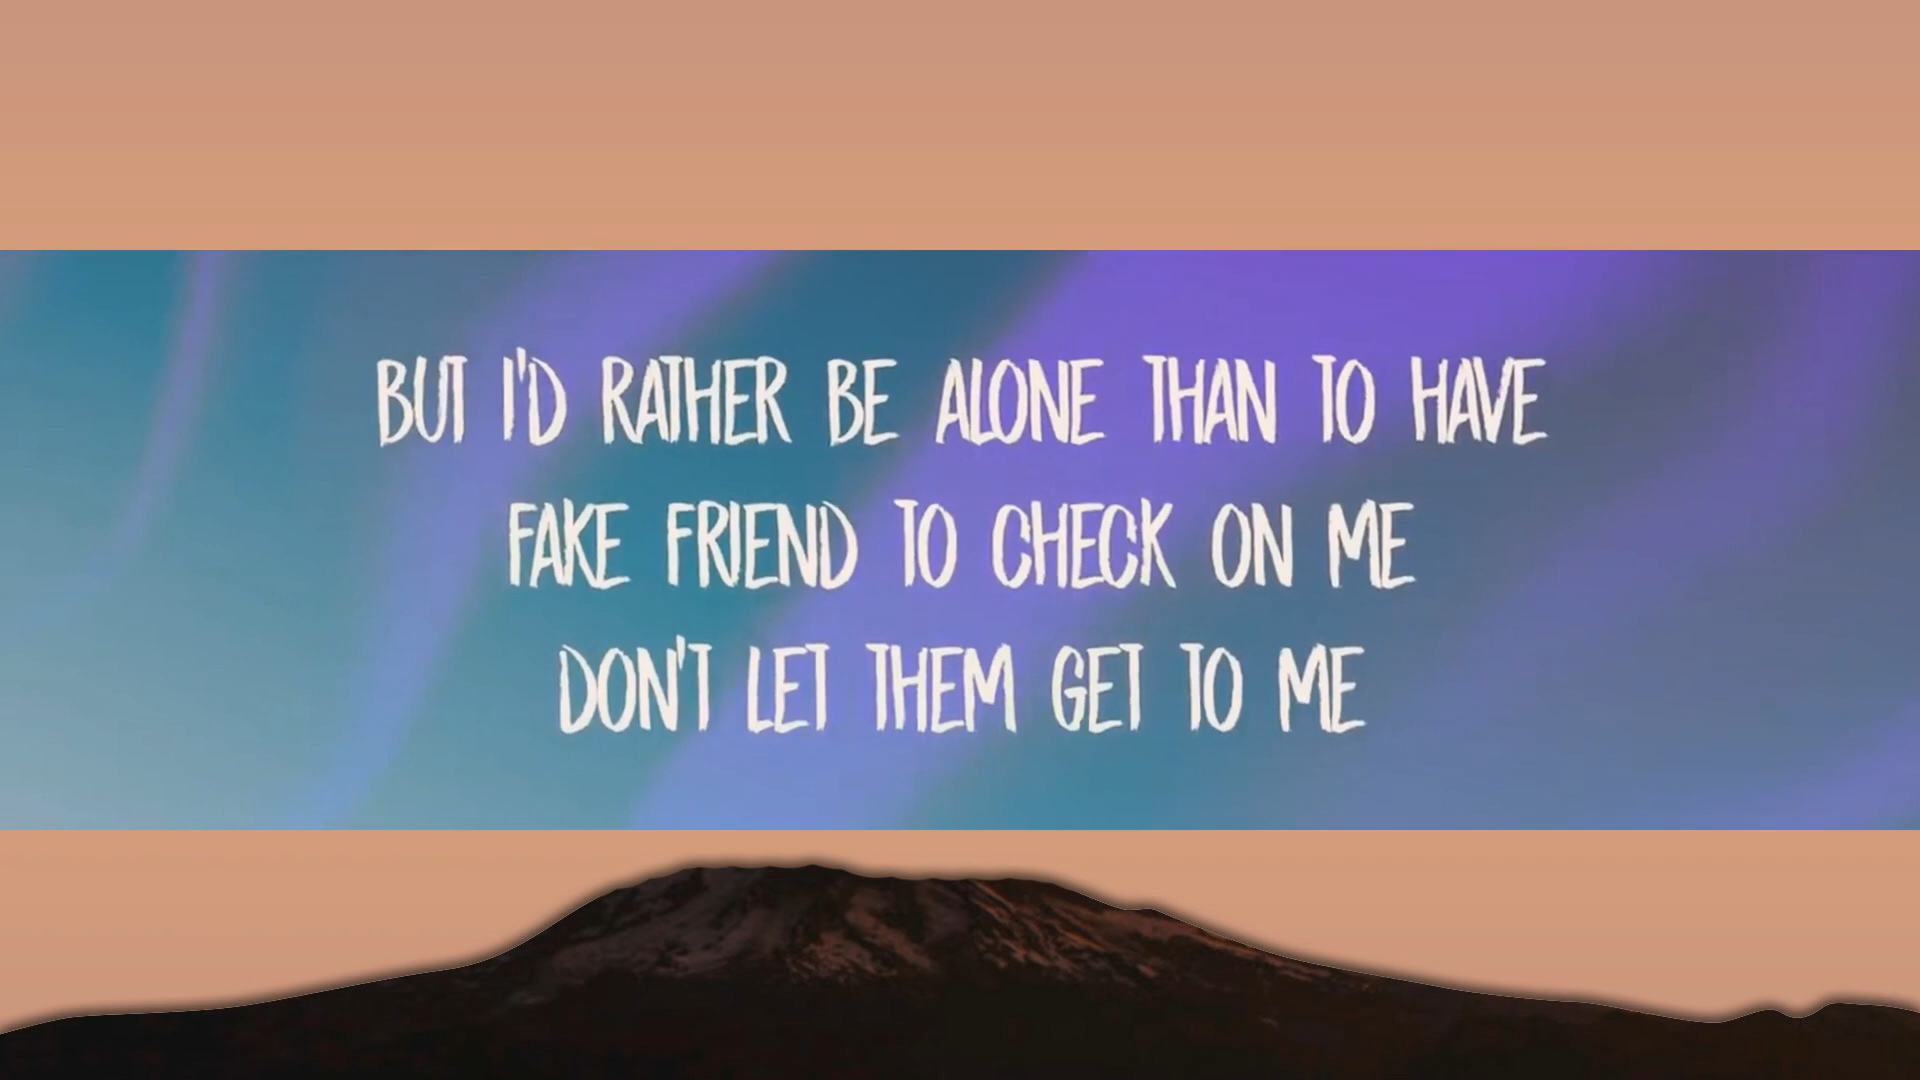 BUT I'D RATHER BE ALONE THAN TO HAVE
FAKE FRIEND TO CHECK ON ME
DON'T LET THEM GET TO ME